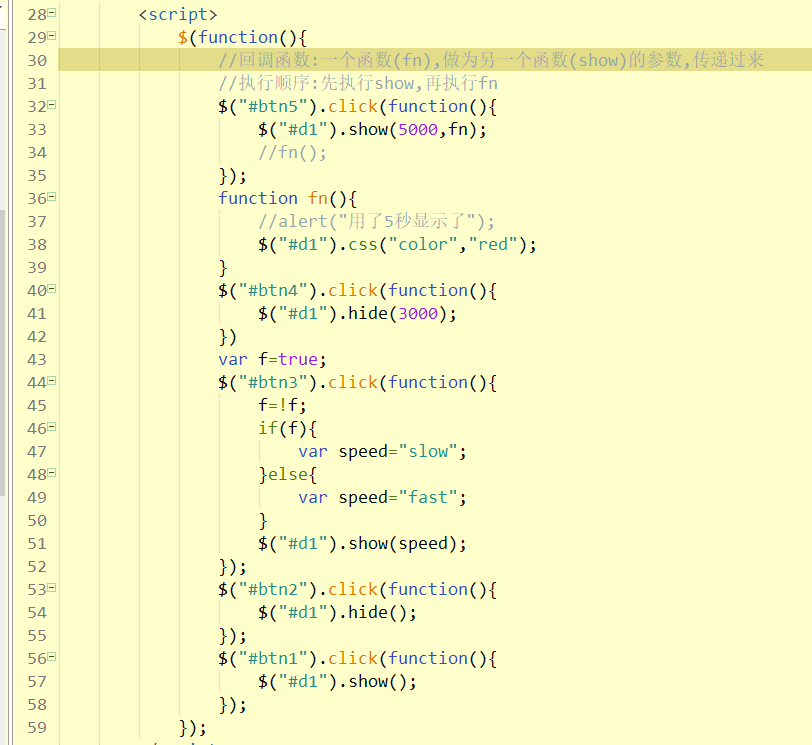 28 <script>
29 $(function(){
30 //回调函数:一个函数(fn),做为另一个函数(show)的参数,传递过来
31 //执行顺序:先执行show,再执行fn
32 $("#btn5").click(function(){
33 $("#d1").show(5000,fn);
34 //fn();
35 });
36 function fn(){
37 //alert("用了5秒显示了");
38 $("#d1").css("color","red");
39 }
40 $("#btn4").click(function(){
41 $("#d1").hide(3000);
42 })
43 var f=true;
44 $("#btn3").click(function(){
45 f=!f;
46 if(f){
47 var speed="slow";
48 }else{
49 var speed="fast";
50 }
51 $("#d1").show(speed);
52 });
53 $("#btn2").click(function(){
54 $("#d1").hide();
55 });
56 $("#btn1").click(function(){
57 $("#d1").show();
58 });
59 });